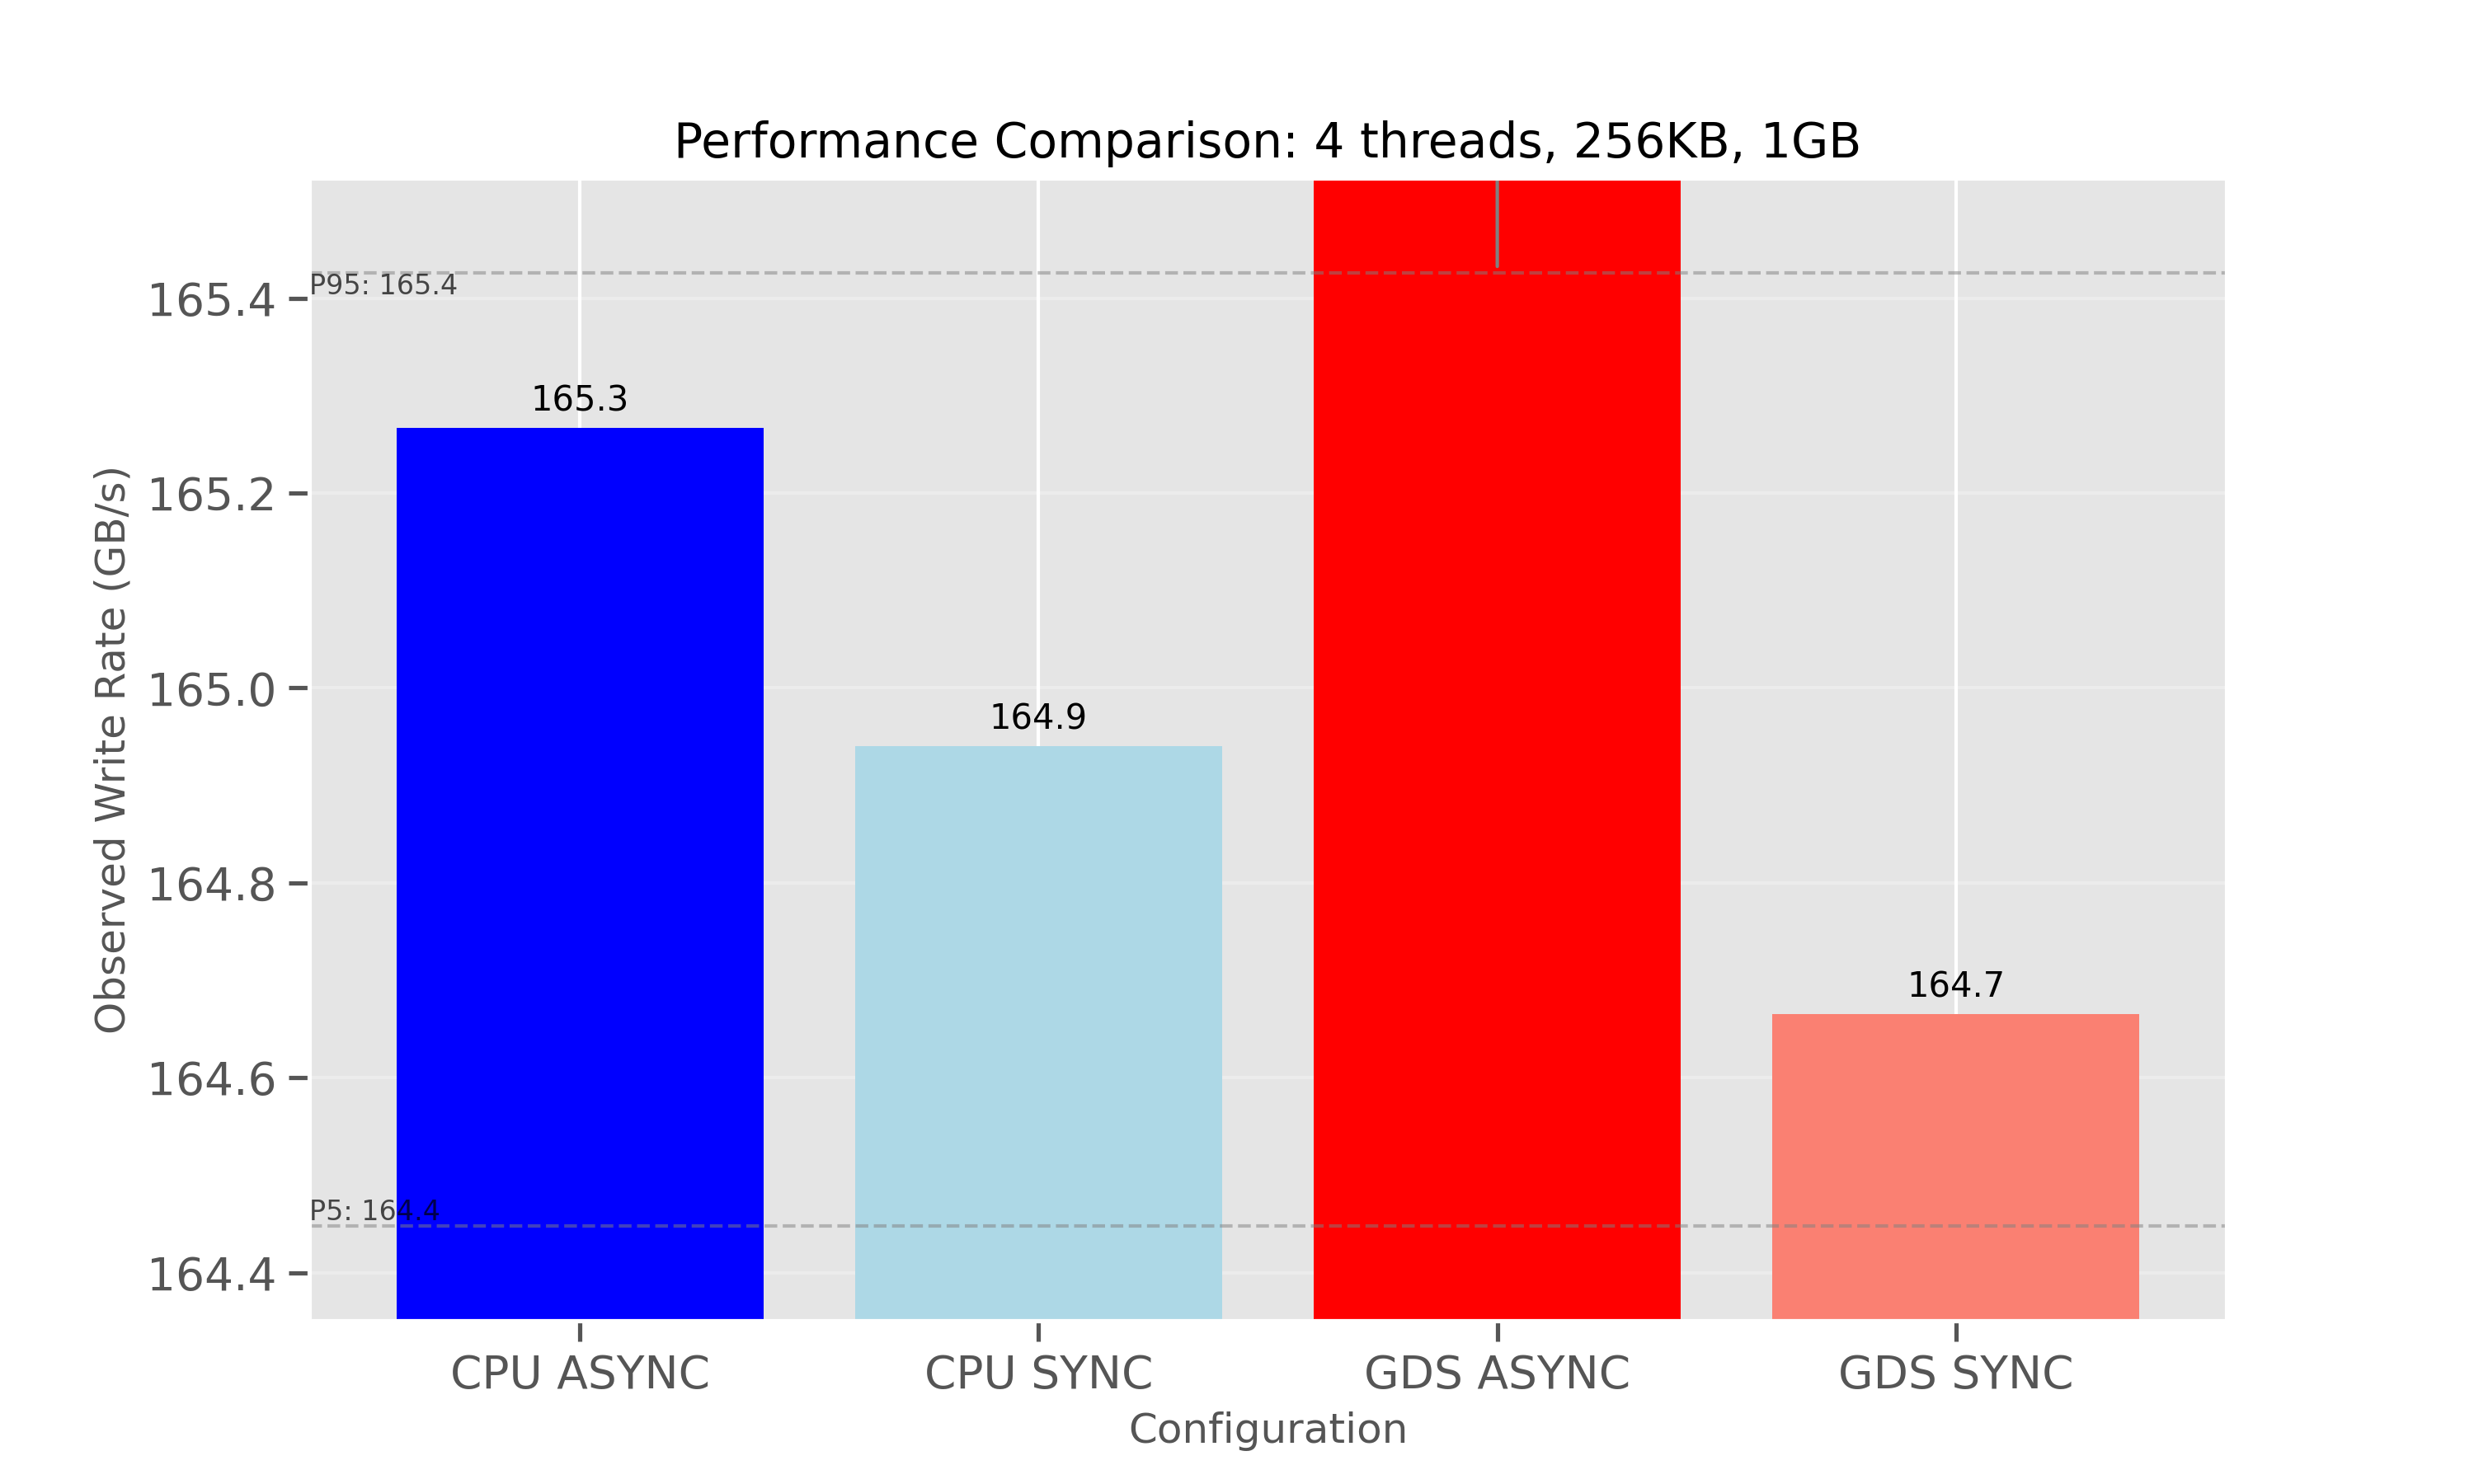 Performance Comparison: 4 threads, 256KB, 1GB
Observed Write Rate (GB/s)
165.4
165.2
165.0
164.8
164.6
164.4
P95: 165.4
P5: 164.4
165.3
164.9
164.7
CPU ASYNC
CPU SYNC
GDS ASYNC
GDS SYNC
Configuration